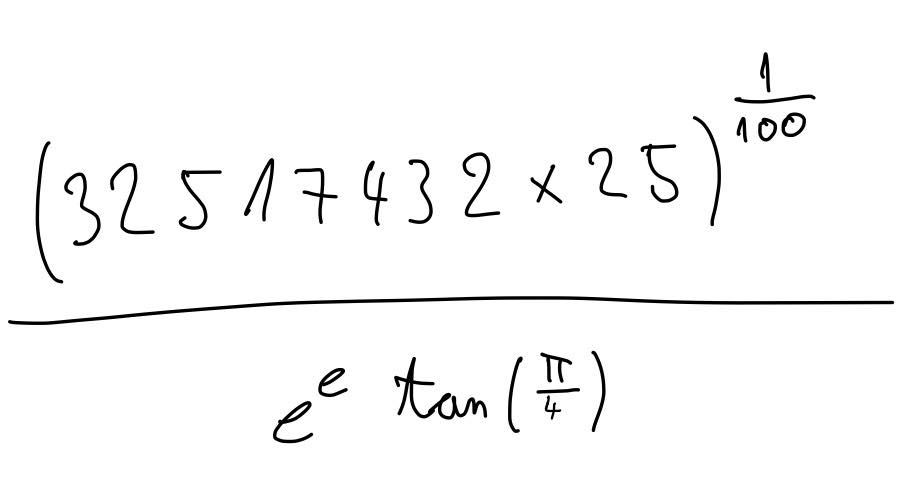 (32517432 × 25)^(1/100)
e^e tan(π/4)